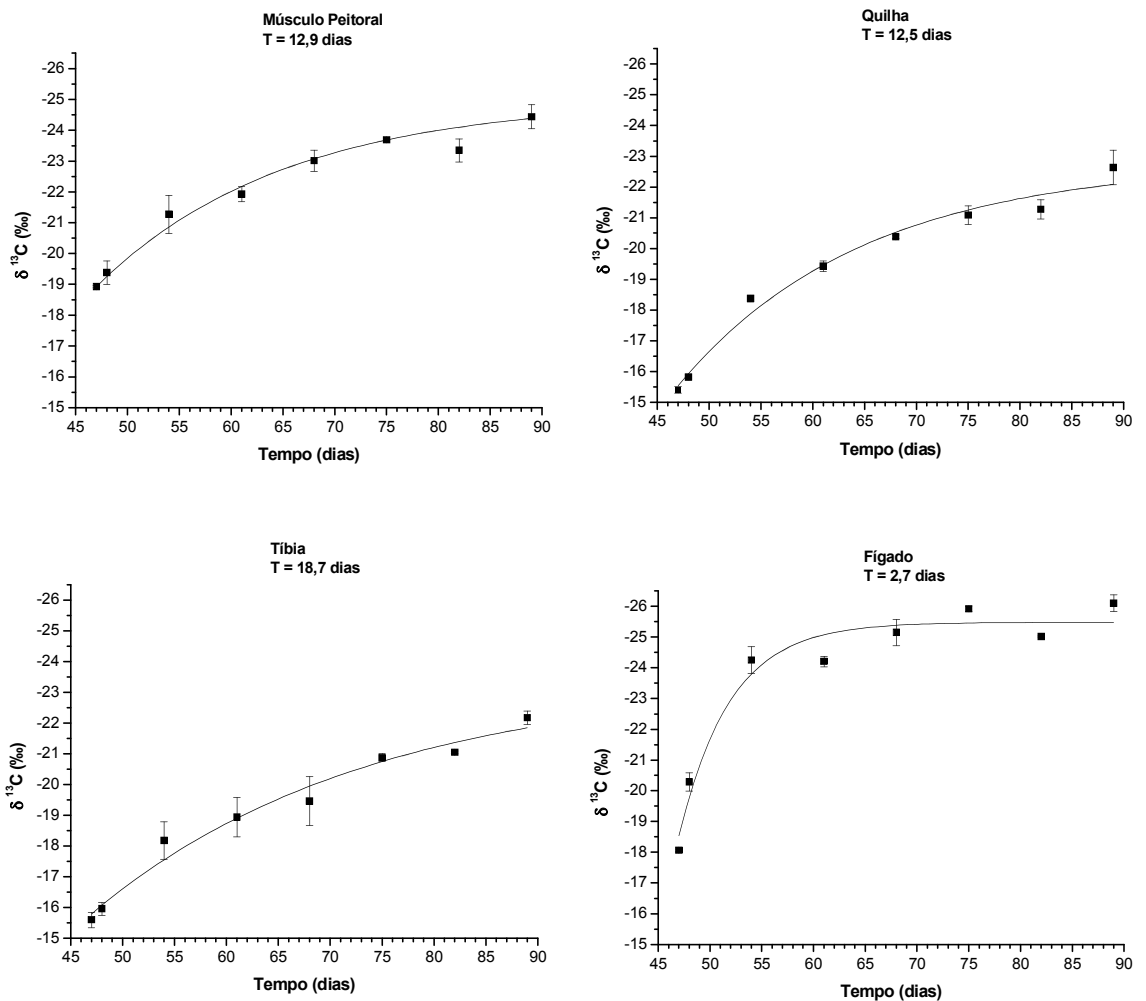 Músculo Peitoral
T = 12,9 dias
-26
-25
-24
-23
-22
-21
-20
-19
-18
-17
-16
-15
δ ¹³C (‰)
45 50 55 60 65 70 75 80 85 90
Tempo (dias)
Quilha
T = 12,5 dias
-26
-25
-24
-23
-22
-21
-20
-19
-18
-17
-16
-15
δ ¹³C (‰)
45 50 55 60 65 70 75 80 85 90
Tempo (dias)
Tíbia
T = 18,7 dias
-26
-25
-24
-23
-22
-21
-20
-19
-18
-17
-16
-15
δ ¹³C (‰)
45 50 55 60 65 70 75 80 85 90
Tempo (dias)
Fígado
T = 2,7 dias
-26
-25
-24
-23
-22
-21
-20
-19
-18
-17
-16
-15
δ ¹³C (‰)
45 50 55 60 65 70 75 80 85 90
Tempo (dias)